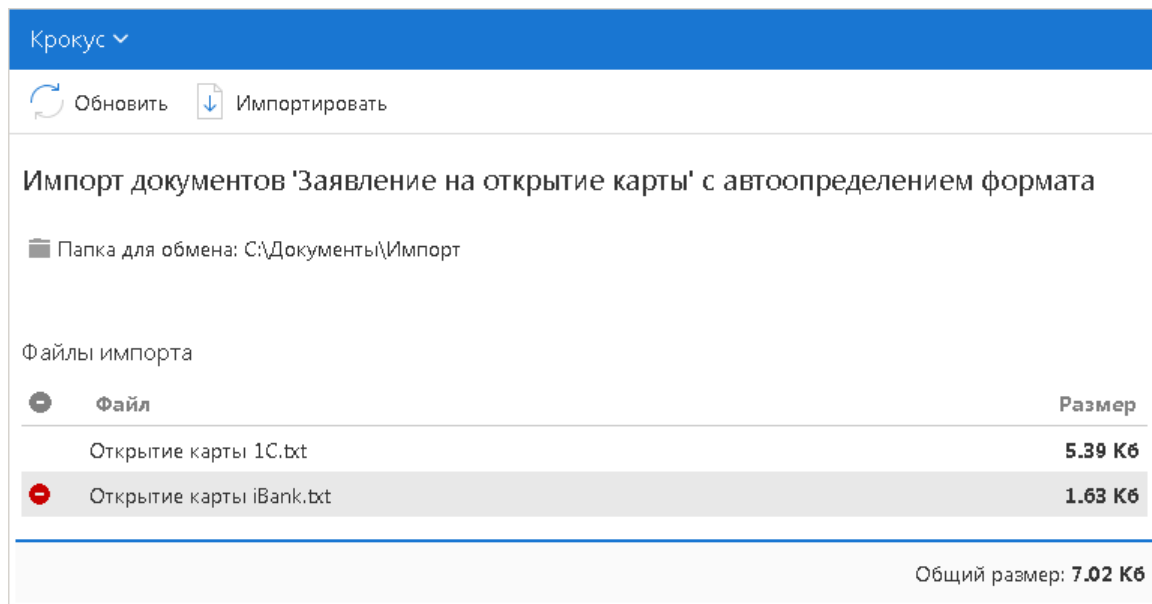 Крокус
Обновить Импортировать
Импорт документов 'Заявление на открытие карты' с автоопределением формата
Папка для обмена: C:\Документы\Импорт
Файлы импорта
Файл Размер
Открытие карты 1C.txt 5.39 Кб
Открытие карты iBank.txt 1.63 Кб
Общий размер: 7.02 Кб